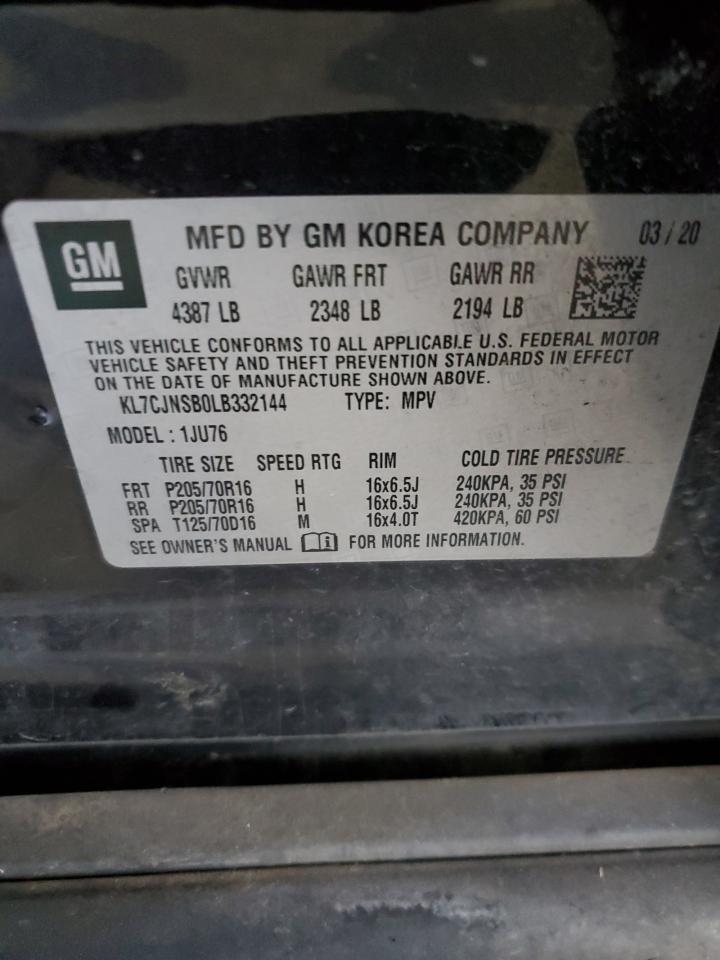 GM
MFD BY GM KOREA COMPANY 03 / 20
GVWR GAWR FRT GAWR RR
4387 LB 2348 LB 2194 LB
THIS VEHICLE CONFORMS TO ALL APPLICABLE U.S. FEDERAL MOTOR
VEHICLE SAFETY AND THEFT PREVENTION STANDARDS IN EFFECT
ON THE DATE OF MANUFACTURE SHOWN ABOVE.
KL7CJNSB0LB332144 TYPE: MPV
MODEL : 1JU76
TIRE SIZE SPEED RTG RIM COLD TIRE PRESSURE
FRT P205/70R16 H 16x6.5J 240KPA, 35 PSI
RR P205/70R16 H 16x6.5J 240KPA, 35 PSI
SPA T125/70D16 M 16x4.0T 420KPA, 60 PSI
SEE OWNER'S MANUAL FOR MORE INFORMATION.